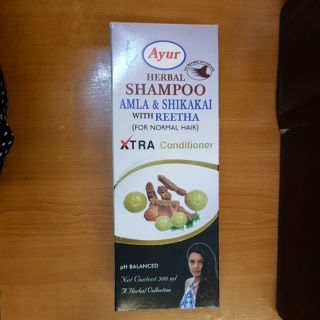 Ayur
HERBAL
SHAMPOO
AMLA & SHIKAKAI
WITH REETHA
(FOR NORMAL HAIR)
XTRA Conditioner
pH BALANCED
Net Content 500 ml
A Herbal Collection